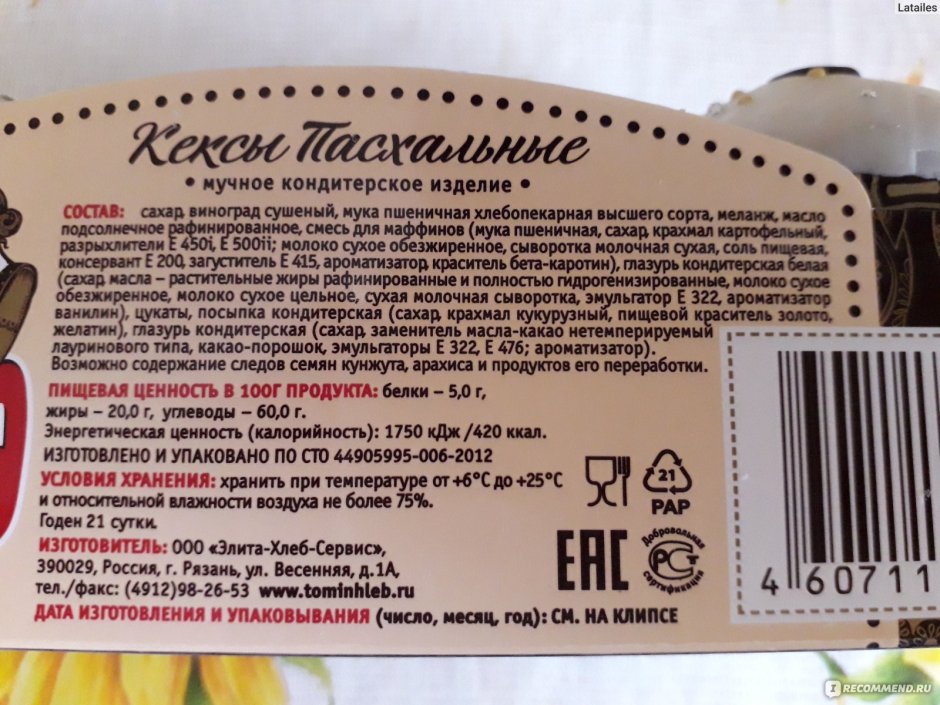 Latailes
Кексы Пасхальные
• мучное кондитерское изделие •
СОСТАВ: сахар, виноград сушеный, мука пшеничная хлебопекарная высшего сорта, меланж, масло
подсолнечное рафинированное, смесь для маффинов (мука пшеничная, сахар, крахмал картофельный,
разрыхлители Е 450i, Е 500ii; молоко сухое обезжиренное, сыворотка молочная сухая, соль пищевая,
консервант Е 200, загуститель Е 415, ароматизатор, краситель бета-каротин), глазурь кондитерская белая
(сахар, масла – растительные жиры рафинированные и полностью гидрогенизированные, молоко сухое
обезжиренное, молоко сухое цельное, сухая молочная сыворотка, эмульгатор Е 322, ароматизатор
ванилин), цукаты, посыпка кондитерская (сахар, крахмал кукурузный, пищевой краситель золото,
желатин), глазурь кондитерская (сахар, заменитель масла-какао нетемперируемый
лауринового типа, какао-порошок, эмульгаторы Е 322, Е 476; ароматизатор).
Возможно содержание следов семян кунжута, арахиса и продуктов его переработки.
ПИЩЕВАЯ ЦЕННОСТЬ В 100Г ПРОДУКТА: белки – 5,0 г,
жиры – 20,0 г, углеводы – 60,0 г.
Энергетическая ценность (калорийность): 1750 кДж /420 ккал.
ИЗГОТОВЛЕНО И УПАКОВАНО ПО СТО 44905995-006-2012
УСЛОВИЯ ХРАНЕНИЯ: хранить при температуре от +6°С до +25°С
и относительной влажности воздуха не более 75%.
Годен 21 сутки.
ИЗГОТОВИТЕЛЬ: ООО «Элита-Хлеб-Сервис»,
390029, Россия, г. Рязань, ул. Весенняя, д.1А,
тел./факс: (4912)98-26-53 www.tominhleb.ru
ДАТА ИЗГОТОВЛЕНИЯ И УПАКОВЫВАНИЯ (число, месяц, год): СМ. НА КЛИПСЕ
21
PAP
EAC
Добровольная
РСТ
сертификация
4 60711
IRECOMMEND.RU